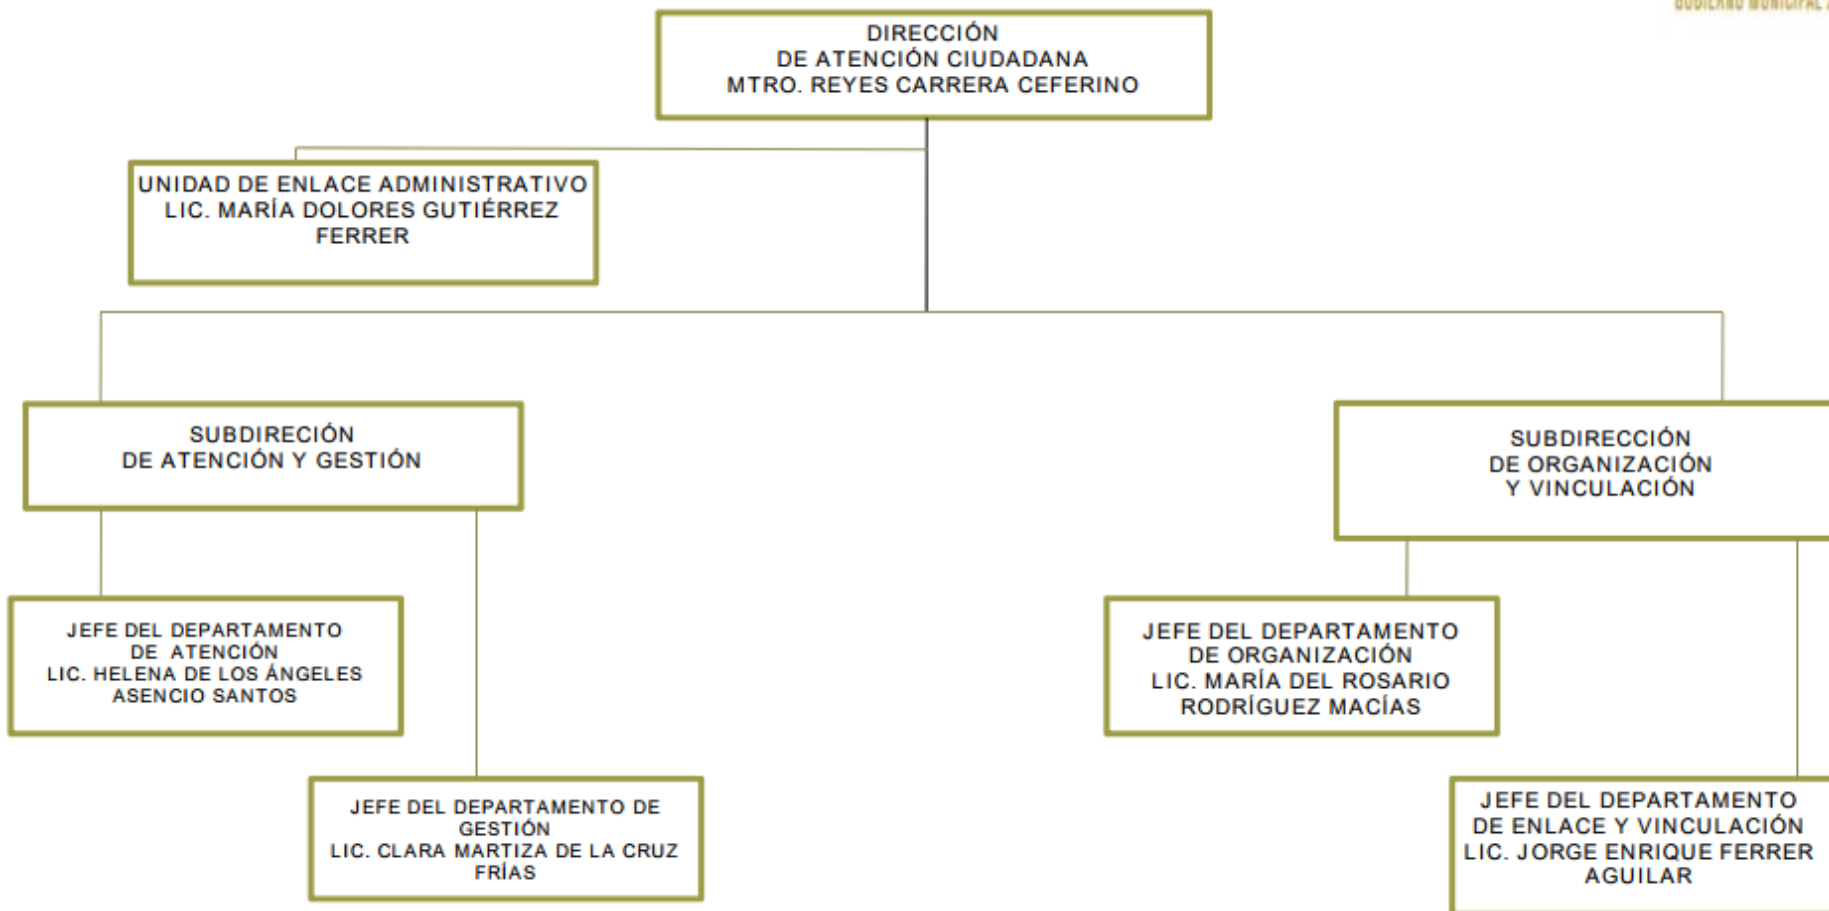 GOBIERNO MUNICIPAL
DIRECCIÓN
DE ATENCIÓN CIUDADANA
MTRO. REYES CARRERA CEFERINO
UNIDAD DE ENLACE ADMINISTRATIVO
LIC. MARÍA DOLORES GUTIÉRREZ
FERRER
SUBDIRECIÓN
DE ATENCIÓN Y GESTIÓN
SUBDIRECCIÓN
DE ORGANIZACIÓN
Y VINCULACIÓN
JEFE DEL DEPARTAMENTO
DE ATENCIÓN
LIC. HELENA DE LOS ÁNGELES
ASENCIO SANTOS
JEFE DEL DEPARTAMENTO
DE ORGANIZACIÓN
LIC. MARÍA DEL ROSARIO
RODRÍGUEZ MACÍAS
JEFE DEL DEPARTAMENTO DE
GESTIÓN
LIC. CLARA MARTIZA DE LA CRUZ
FRÍAS
JEFE DEL DEPARTAMENTO
DE ENLACE Y VINCULACIÓN
LIC. JORGE ENRIQUE FERRER
AGUILAR